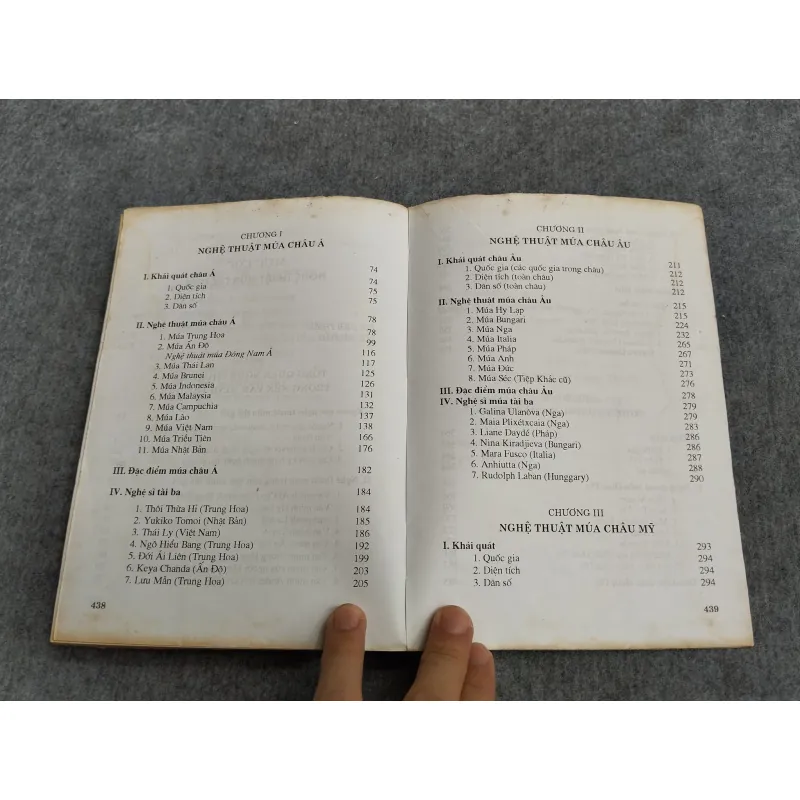 CHƯƠNG I
NGHỆ THUẬT MÚA CHÂU Á
I. Khái quát châu Á 74
1. Quốc gia 74
2. Diện tích 75
3. Dân số 75
II. Nghệ thuật múa châu Á 78
1. Múa Trung Hoa 78
2. Múa Ấn Độ 99
Nghệ thuật múa Đông Nam Á 116
3. Múa Thái Lan 117
4. Múa Brunei 125
5. Múa Indonesia 126
6. Múa Malaysia 131
7. Múa Campuchia 132
8. Múa Lào 137
9. Múa Việt Nam 138
10. Múa Triều Tiên 166
11. Múa Nhật Bản 176
III. Đặc điểm múa châu Á 182
IV. Nghệ sĩ tài ba 184
1. Thôi Thừa Hỉ (Trung Hoa) 184
2. Yukiko Tomoi (Nhật Bản) 185
3. Thái Ly (Việt Nam) 186
4. Ngô Hiểu Bang (Trung Hoa) 192
5. Đới Ái Liên (Trung Hoa) 199
6. Keya Chanda (Ấn Độ) 203
7. Lưu Mẫn (Trung Hoa) 205
438
CHƯƠNG II
NGHỆ THUẬT MÚA CHÂU ÂU
I. Khái quát châu Âu 211
1. Quốc gia (các quốc gia trong châu) 212
2. Diện tích (toàn châu) 212
3. Dân số (toàn châu) 212
II. Nghệ thuật múa châu Âu 215
1. Múa Hy Lạp 215
2. Múa Bungari 224
3. Múa Nga 232
4. Múa Italia 265
5. Múa Pháp 267
6. Múa Anh 271
7. Múa Đức 273
8. Múa Séc (Tiệp Khắc cũ) 276
III. Đặc điểm múa châu Âu 278
IV. Nghệ sĩ múa tài ba 279
1. Galina Ulanôva (Nga) 279
2. Maia Plixétxcaia (Nga) 283
3. Liane Daydé (Pháp) 286
4. Nina Kiradjieva (Bungari) 286
5. Mara Fusco (Italia) 287
6. Anhiutta (Nga) 288
7. Rudolph Laban (Hunggary) 290
CHƯƠNG III
NGHỆ THUẬT MÚA CHÂU MỸ
I. Khái quát 293
1. Quốc gia 294
2. Diện tích 294
3. Dân số 294
439